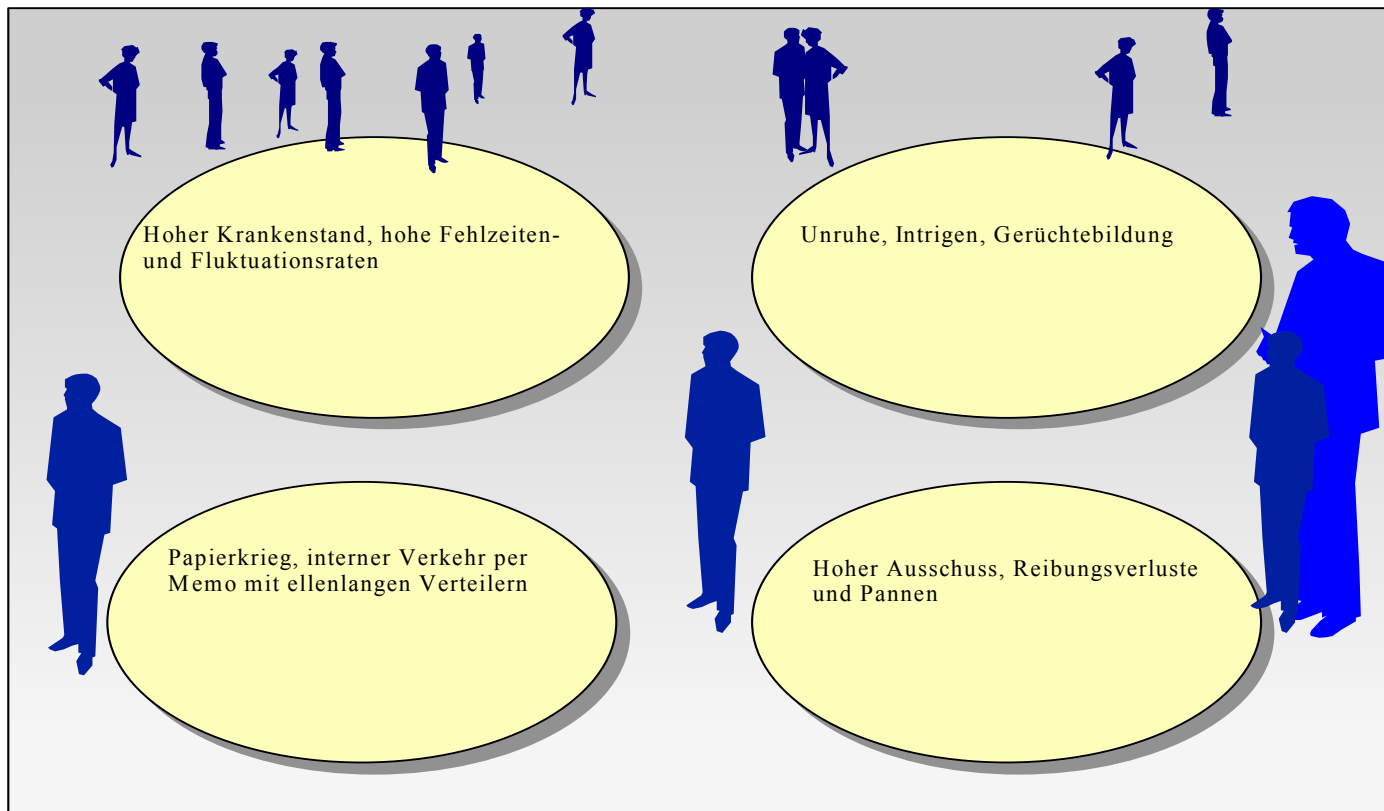 Hoher Krankenstand, hohe Fehlzeiten-
und Fluktuationsraten
Unruhe, Intrigen, Gerüchtebildung
Papierkrieg, interner Verkehr per
Memo mit ellenlangen Verteilern
Hoher Ausschuss, Reibungsverluste
und Pannen